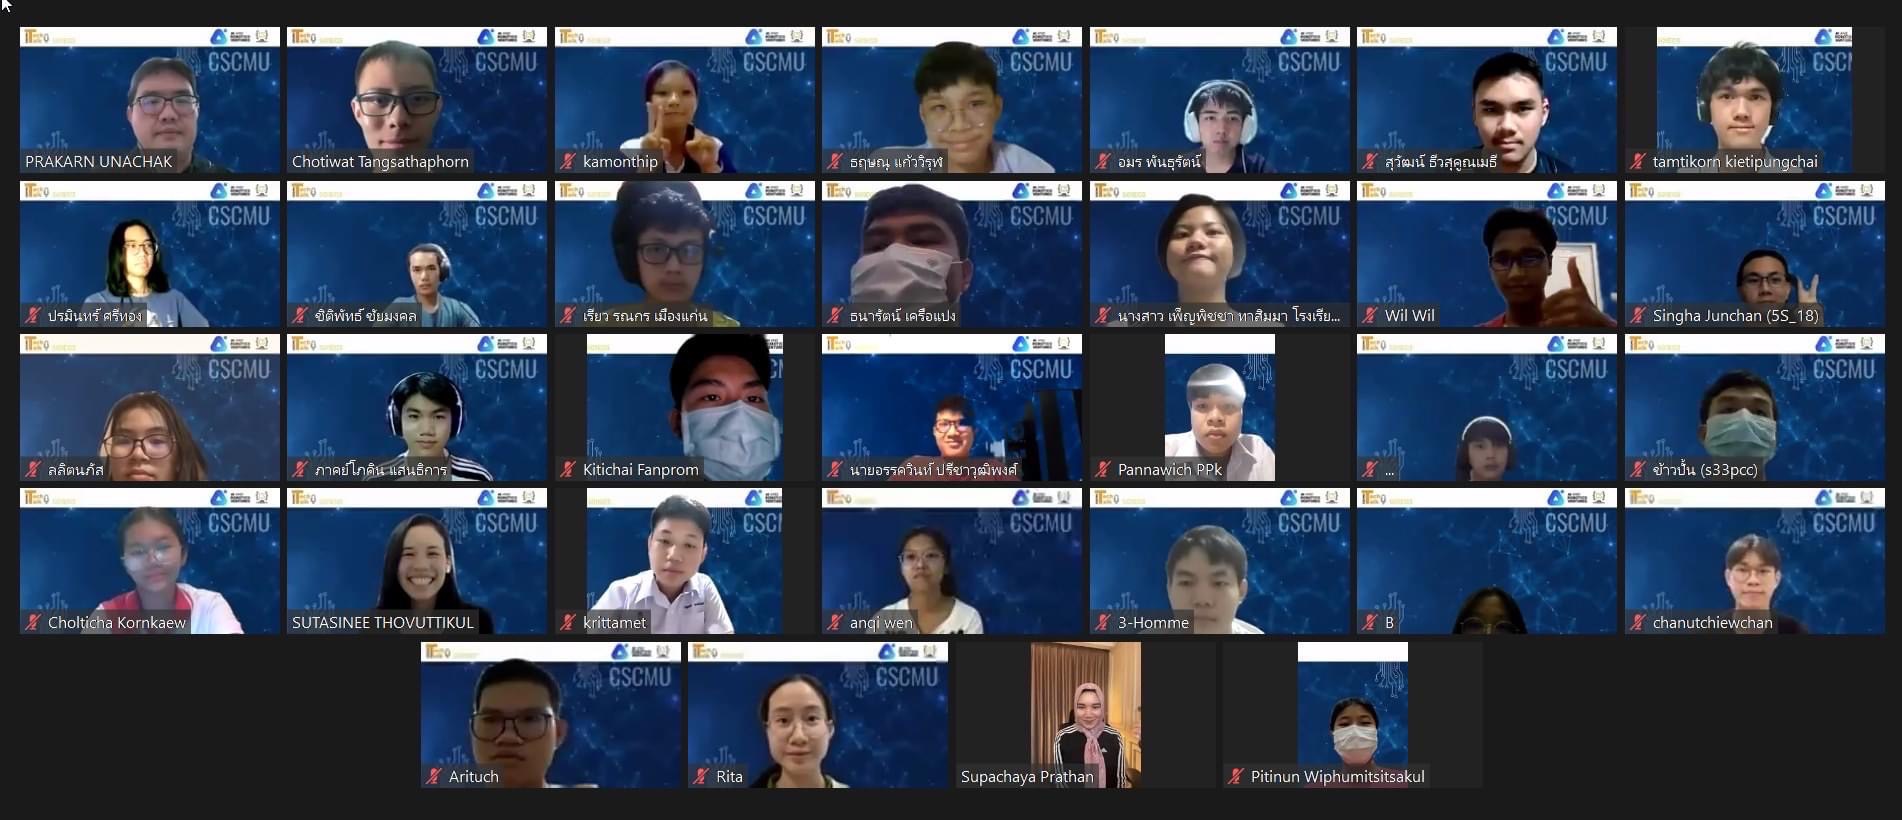 CSCMU
PRAKARN UNACHAK
CSCMU
Chotiwat Tangsathaphorn
CSCMU
kamonthip
CSCMU
ธฤษณุ แก้ววิรุฬ
CSCMU
อมร พันธุรัตน์
CSCMU
สุวัฒน์ ธีวสุคูณเมธี
CSC
tamtikorn kietipungchai
CSCMU
ปรมินทร์ ศรีทอง
CSCMU
ชิติพัทธ์ ชัยมงคล
CSCMU
เรียว รณกร เมืองแก่น
CSCMU
ธนารัตน์ เครือแปง
CSCMU
นางสาว เพ็ญพิชชา ทาสิมมา โรงเรีย...
CSCMU
Wil Wil
CSCMU
Singha Junchan (5S_18)
CSCMU
ลลิตนภัส
CSCMU
ภาคย์โภคิน แสนธิการ
Kitichai Fanprom
CSCMU
นายอรรควินท์ ปรีชาวุฒิพงศ์
Pannawich PPk
CSCMU
...
CSCMU
ข้าวปั้น (s33pcc)
CSCMU
Cholticha Kornkaew
CSCMU
SUTASINEE THOVUTTIKUL
CSC
krittamet
CSCMU
anqi wen
CSCMU
3-Homme
CSCMU
B
CSCMU
chanutchiewchan
CSCMU
Arituch
CSCMU
Rita
Supachaya Prathan
Pitinun Wiphumitsitsakul